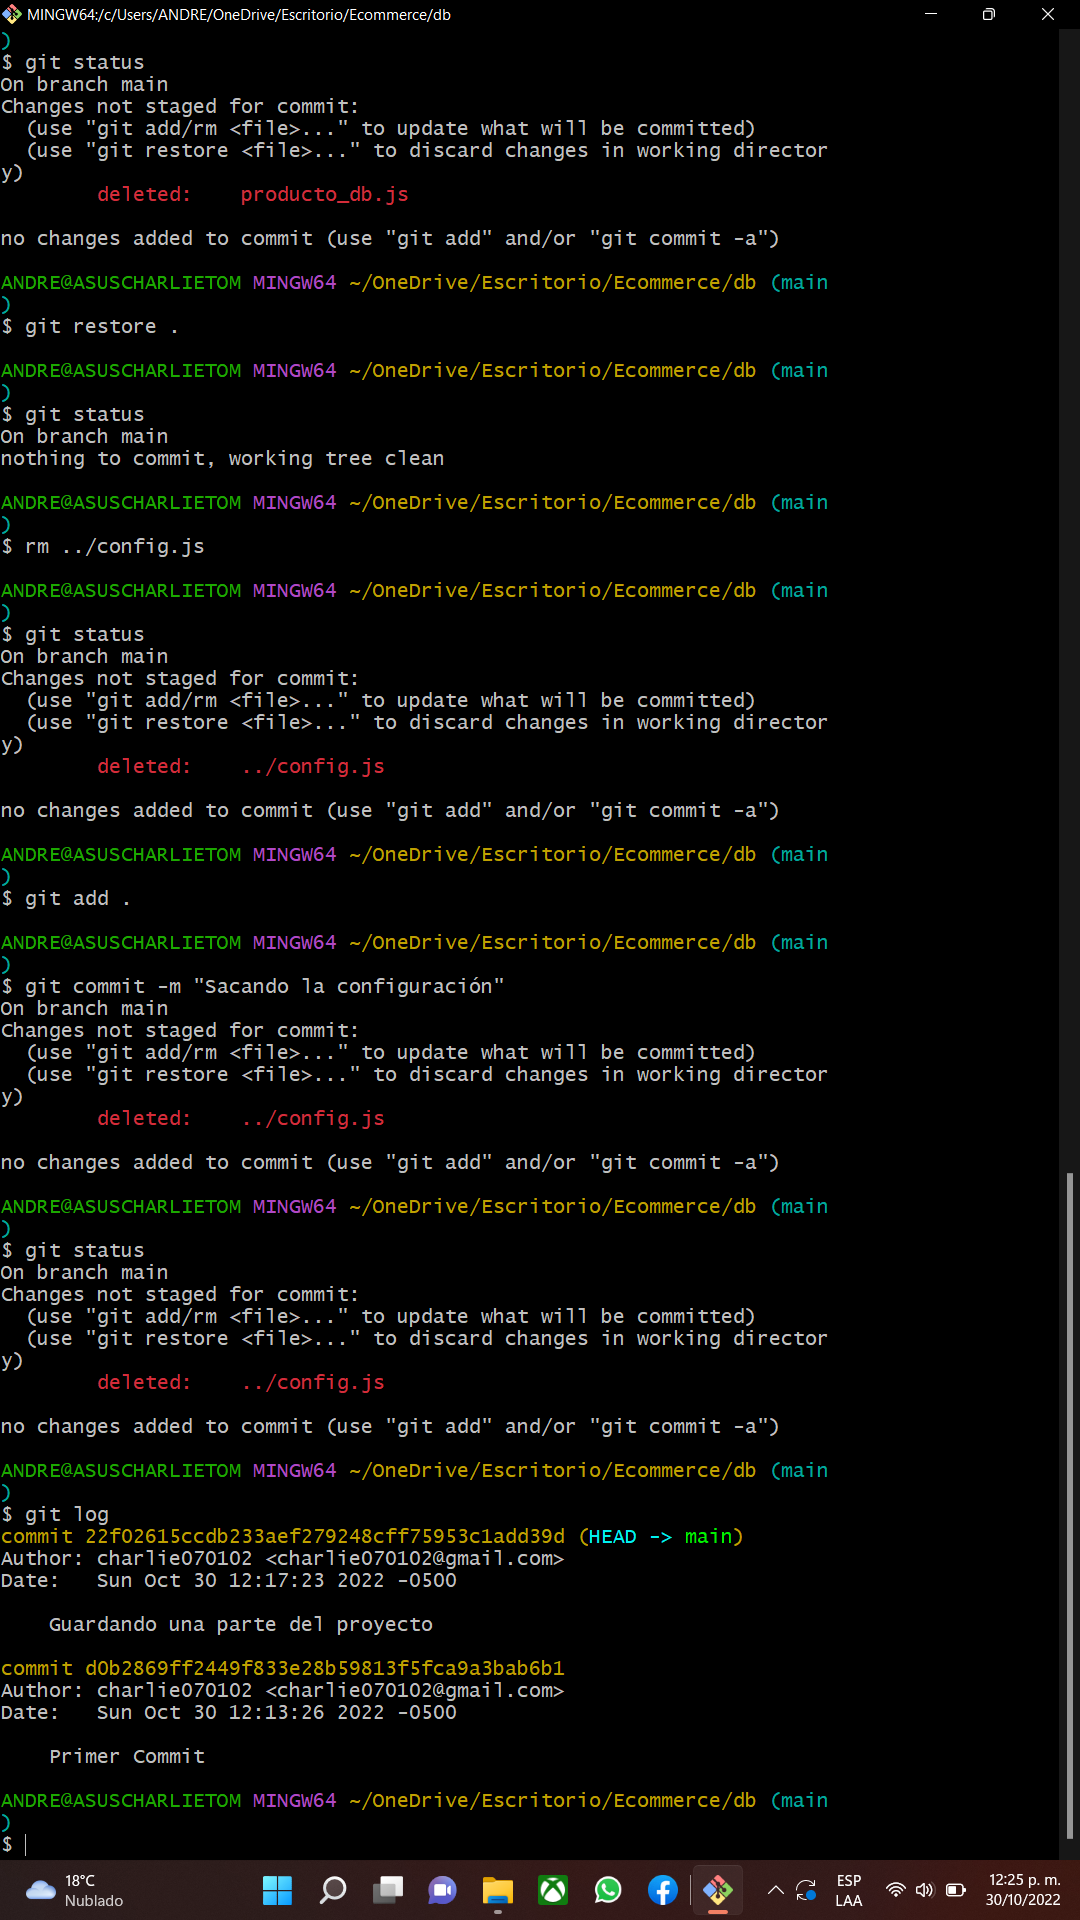 MINGW64:/c/Users/ANDRE/OneDrive/Escritorio/Ecommerce/db
)
$ git status
On branch main
Changes not staged for commit:
  (use "git add/rm <file>..." to update what will be committed)
  (use "git restore <file>..." to discard changes in working director
y)
        deleted:    producto_db.js
no changes added to commit (use "git add" and/or "git commit -a")
ANDRE@ASUSCHARLIETOM MINGW64 ~/OneDrive/Escritorio/Ecommerce/db (main
)
$ git restore .
ANDRE@ASUSCHARLIETOM MINGW64 ~/OneDrive/Escritorio/Ecommerce/db (main
)
$ git status
On branch main
nothing to commit, working tree clean
ANDRE@ASUSCHARLIETOM MINGW64 ~/OneDrive/Escritorio/Ecommerce/db (main
)
$ rm ../config.js
ANDRE@ASUSCHARLIETOM MINGW64 ~/OneDrive/Escritorio/Ecommerce/db (main
)
$ git status
On branch main
Changes not staged for commit:
  (use "git add/rm <file>..." to update what will be committed)
  (use "git restore <file>..." to discard changes in working director
y)
        deleted:    ../config.js
no changes added to commit (use "git add" and/or "git commit -a")
ANDRE@ASUSCHARLIETOM MINGW64 ~/OneDrive/Escritorio/Ecommerce/db (main
)
$ git add .
ANDRE@ASUSCHARLIETOM MINGW64 ~/OneDrive/Escritorio/Ecommerce/db (main
)
$ git commit -m "Sacando la configuración"
On branch main
Changes not staged for commit:
  (use "git add/rm <file>..." to update what will be committed)
  (use "git restore <file>..." to discard changes in working director
y)
        deleted:    ../config.js
no changes added to commit (use "git add" and/or "git commit -a")
ANDRE@ASUSCHARLIETOM MINGW64 ~/OneDrive/Escritorio/Ecommerce/db (main
)
$ git status
On branch main
Changes not staged for commit:
  (use "git add/rm <file>..." to update what will be committed)
  (use "git restore <file>..." to discard changes in working director
y)
        deleted:    ../config.js
no changes added to commit (use "git add" and/or "git commit -a")
ANDRE@ASUSCHARLIETOM MINGW64 ~/OneDrive/Escritorio/Ecommerce/db (main
)
$ git log
commit 22f02615ccdb233aef279248cff75953c1add39d (HEAD -> main)
Author: charlie070102 <charlie070102@gmail.com>
Date:   Sun Oct 30 12:17:23 2022 -0500
    Guardando una parte del proyecto
commit d0b2869ff2449f833e28b59813f5fca9a3bab6b1
Author: charlie070102 <charlie070102@gmail.com>
Date:   Sun Oct 30 12:13:26 2022 -0500
    Primer Commit
ANDRE@ASUSCHARLIETOM MINGW64 ~/OneDrive/Escritorio/Ecommerce/db (main
)
$
18°C
Nublado
ESP
LAA
12:25 p. m.
30/10/2022